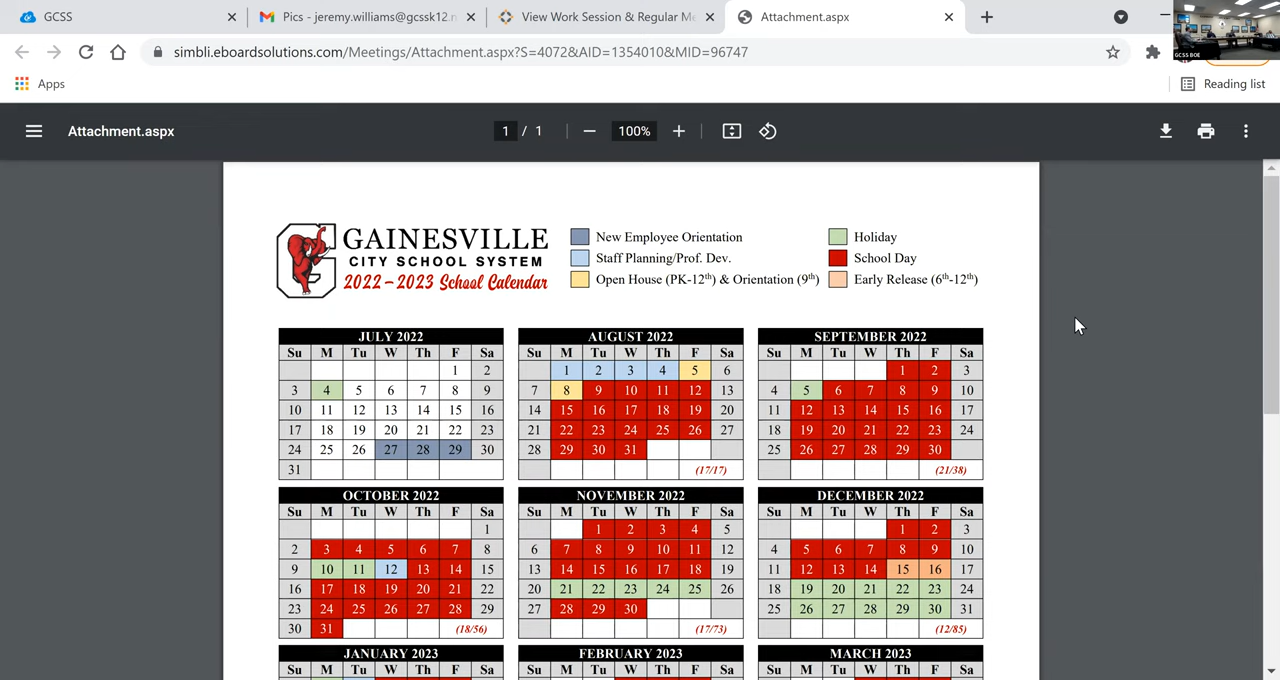 GCSS
Pics - jeremy.williams@gcssk12.n
View Work Session & Regular Me
Attachment.aspx
GCSS BOE
simbli.eboardsolutions.com/Meetings/Attachment.aspx?S=4072&AID=1354010&MID=96747
Apps
Reading list
Attachment.aspx
1 / 1
100%
GAINESVILLE
CITY SCHOOL SYSTEM
2022-2023 School Calendar
New Employee Orientation
Staff Planning/Prof. Dev.
Open House (PK-12th) & Orientation (9th)
Holiday
School Day
Early Release (6th-12th)
JULY 2022
Su M Tu W Th F Sa
1 2
3 4 5 6 7 8 9
10 11 12 13 14 15 16
17 18 19 20 21 22 23
24 25 26 27 28 29 30
31
AUGUST 2022
Su M Tu W Th F Sa
1 2 3 4 5 6
7 8 9 10 11 12 13
14 15 16 17 18 19 20
21 22 23 24 25 26 27
28 29 30 31
(17/17)
SEPTEMBER 2022
Su M Tu W Th F Sa
1 2 3
4 5 6 7 8 9 10
11 12 13 14 15 16 17
18 19 20 21 22 23 24
25 26 27 28 29 30
(21/38)
OCTOBER 2022
Su M Tu W Th F Sa
1
2 3 4 5 6 7 8
9 10 11 12 13 14 15
16 17 18 19 20 21 22
23 24 25 26 27 28 29
30 31 (18/56)
NOVEMBER 2022
Su M Tu W Th F Sa
1 2 3 4 5
6 7 8 9 10 11 12
13 14 15 16 17 18 19
20 21 22 23 24 25 26
27 28 29 30
(17/73)
DECEMBER 2022
Su M Tu W Th F Sa
1 2 3
4 5 6 7 8 9 10
11 12 13 14 15 16 17
18 19 20 21 22 23 24
25 26 27 28 29 30 31
(12/85)
JANUARY 2023
Su M Tu W Th F Sa
FEBRUARY 2023
Su M Tu W Th F Sa
MARCH 2023
Su M Tu W Th F Sa